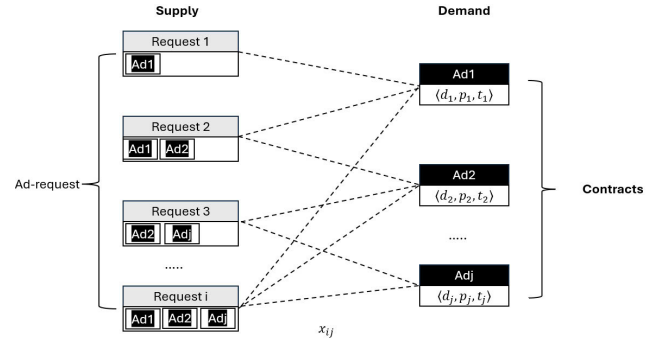 Supply
Demand
Request 1
Ad1
Request 2
Ad1 Ad2
Request 3
Ad2 Adj
.....
Request i
Ad1 Ad2 Adj
Ad-request
Ad1
⟨d₁, p₁, t₁⟩
Ad2
⟨d₂, p₂, t₂⟩
.....
Adj
⟨dⱼ, pⱼ, tⱼ⟩
Contracts
xᵢⱼ